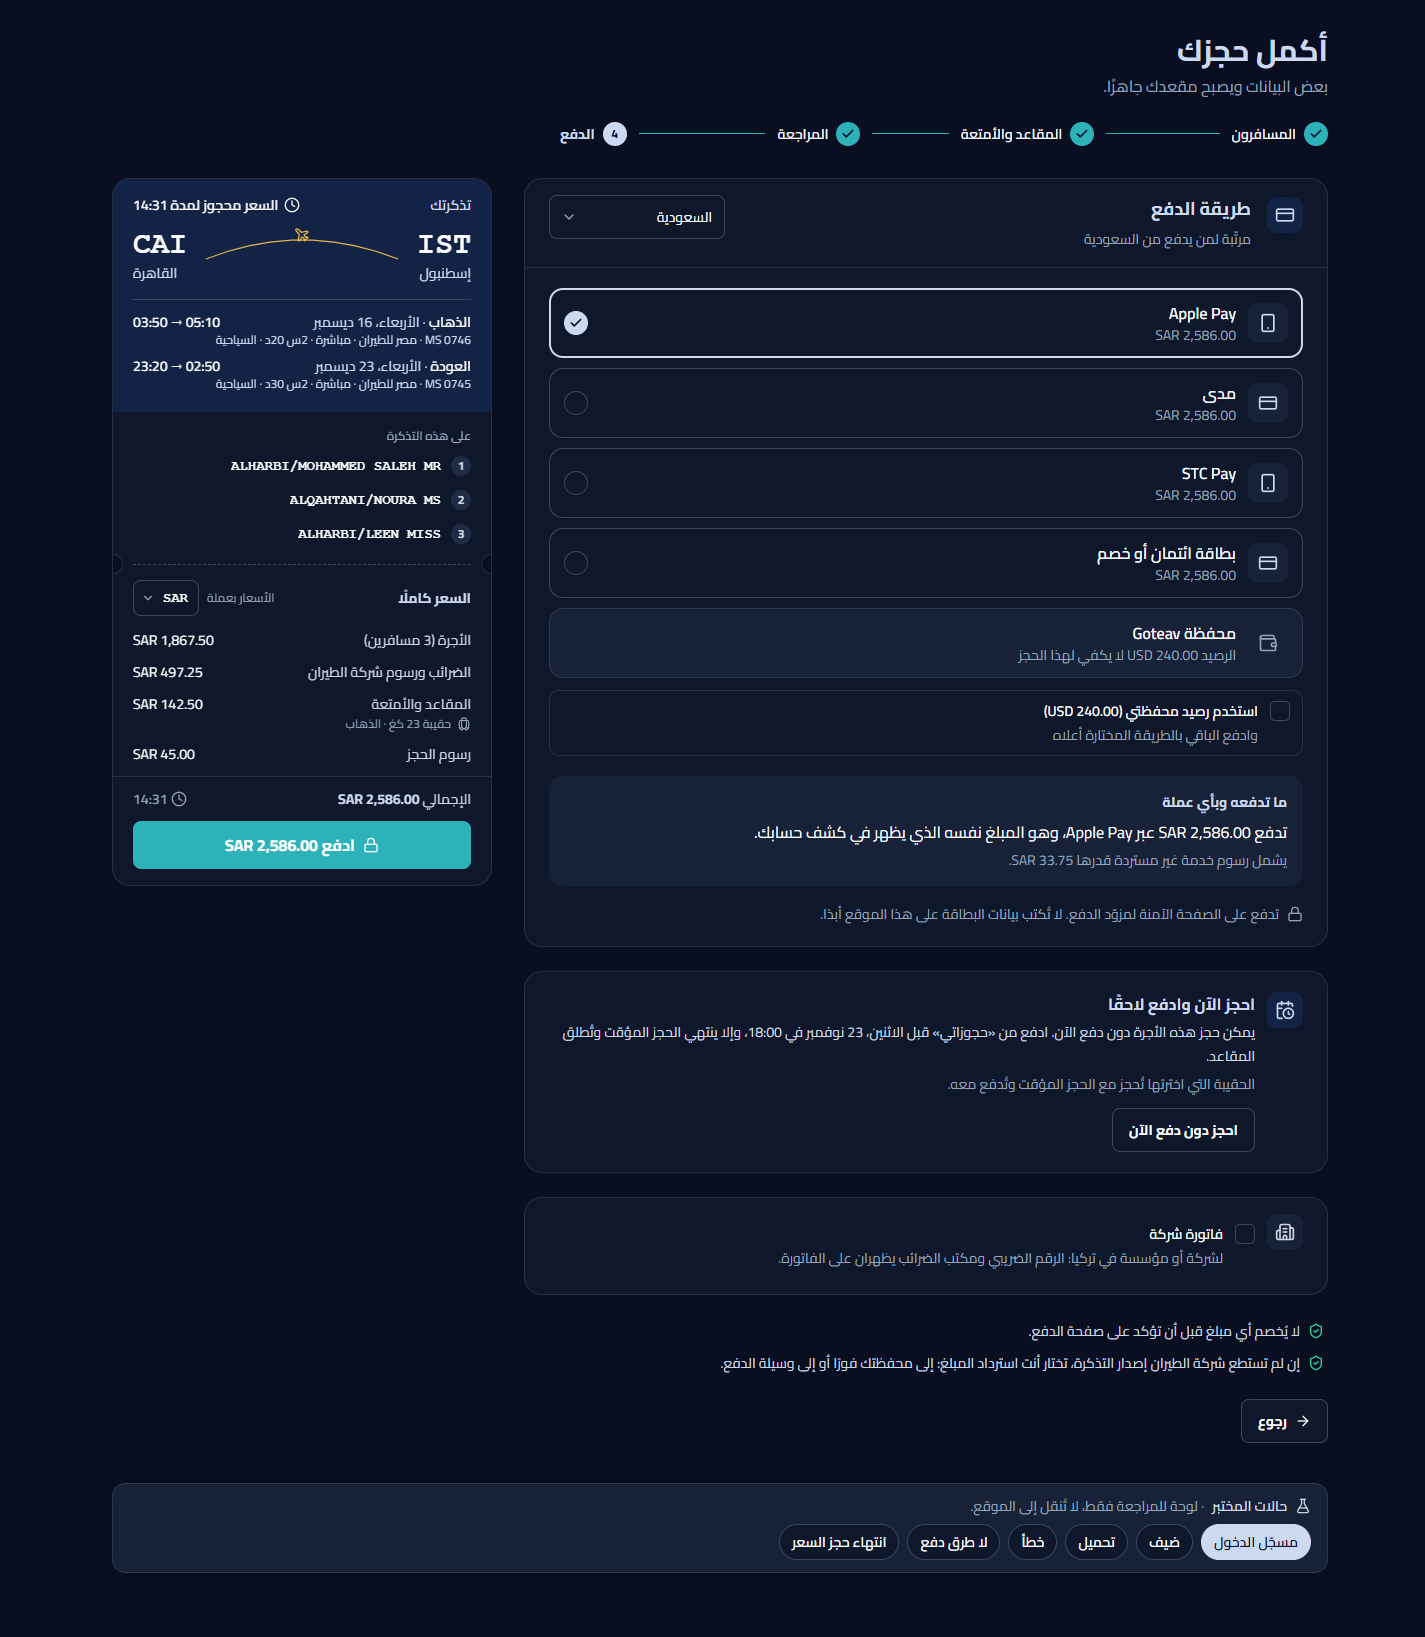 أكمل حجزك
بعض البيانات ويصبح مقعدك جاهزًا.
المسافرون
المقاعد والأمتعة
المراجعة
4 الدفع
طريقة الدفع
مرتّبة لمن يدفع من السعودية
السعودية
Apple Pay
SAR 2,586.00
مدى
SAR 2,586.00
STC Pay
SAR 2,586.00
بطاقة ائتمان أو خصم
SAR 2,586.00
محفظة Goteav
الرصيد USD 240.00 لا يكفي لهذا الحجز
استخدم رصيد محفظتي (USD 240.00)
وادفع الباقي بالطريقة المختارة أعلاه
ما تدفعه وبأي عملة
تدفع SAR 2,586.00 عبر Apple Pay، وهو المبلغ نفسه الذي يظهر في كشف حسابك.
يشمل رسوم خدمة غير مستردة قدرها SAR 33.75.
تدفع على الصفحة الآمنة لمزوّد الدفع. لا تُكتب بيانات البطاقة على هذا الموقع أبدًا.
احجز الآن وادفع لاحقًا
يمكن حجز هذه الأجرة دون دفع الآن. ادفع من «حجوزاتي» قبل الاثنين، 23 نوفمبر في 18:00، وإلا ينتهي الحجز المؤقت وتُطلق
المقاعد.
الحقيبة التي اخترتها تُحجز مع الحجز المؤقت وتُدفع معه.
احجز دون دفع الآن
فاتورة شركة
لشركة أو مؤسسة في تركيا: الرقم الضريبي ومكتب الضرائب يظهران على الفاتورة.
لا يُخصم أي مبلغ قبل أن تؤكد على صفحة الدفع.
إن لم تستطع شركة الطيران إصدار التذكرة، تختار أنت استرداد المبلغ: إلى محفظتك فورًا أو إلى وسيلة الدفع.
رجوع
تذكرتك
السعر محجوز لمدة 14:31
IST
CAI
إسطنبول
القاهرة
الذهاب · الأربعاء، 16 ديسمبر
03:50 → 05:10
MS 0746 · مصر للطيران · مباشرة · 2س 20د · السياحية
العودة · الأربعاء، 23 ديسمبر
23:20 → 02:50
MS 0745 · مصر للطيران · مباشرة · 2س 30د · السياحية
على هذه التذكرة
1 ALHARBI/MOHAMMED SALEH MR
2 ALQAHTANI/NOURA MS
3 ALHARBI/LEEN MISS
السعر كاملًا
الأسعار بعملة SAR
الأجرة (3 مسافرين)
SAR 1,867.50
الضرائب ورسوم شركة الطيران
SAR 497.25
المقاعد والأمتعة
SAR 142.50
حقيبة 23 كغ · الذهاب
رسوم الحجز
SAR 45.00
الإجمالي SAR 2,586.00
14:31
ادفع SAR 2,586.00
حالات المختبر · لوحة للمراجعة فقط، لا تُنقل إلى الموقع.
مسجّل الدخول
ضيف
تحميل
خطأ
لا طرق دفع
انتهاء حجز السعر